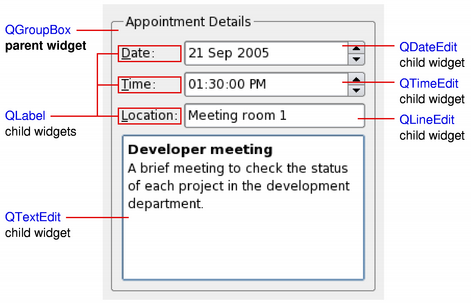 QGroupBox
parent widget
Appointment Details
Date:
21 Sep 2005
QDateEdit
child widget
Time:
01:30:00 PM
QTimeEdit
child widget
QLabel
child widgets
Location:
Meeting room 1
QLineEdit
child widget
Developer meeting
A brief meeting to check the status
of each project in the development
department.
QTextEdit
child widget